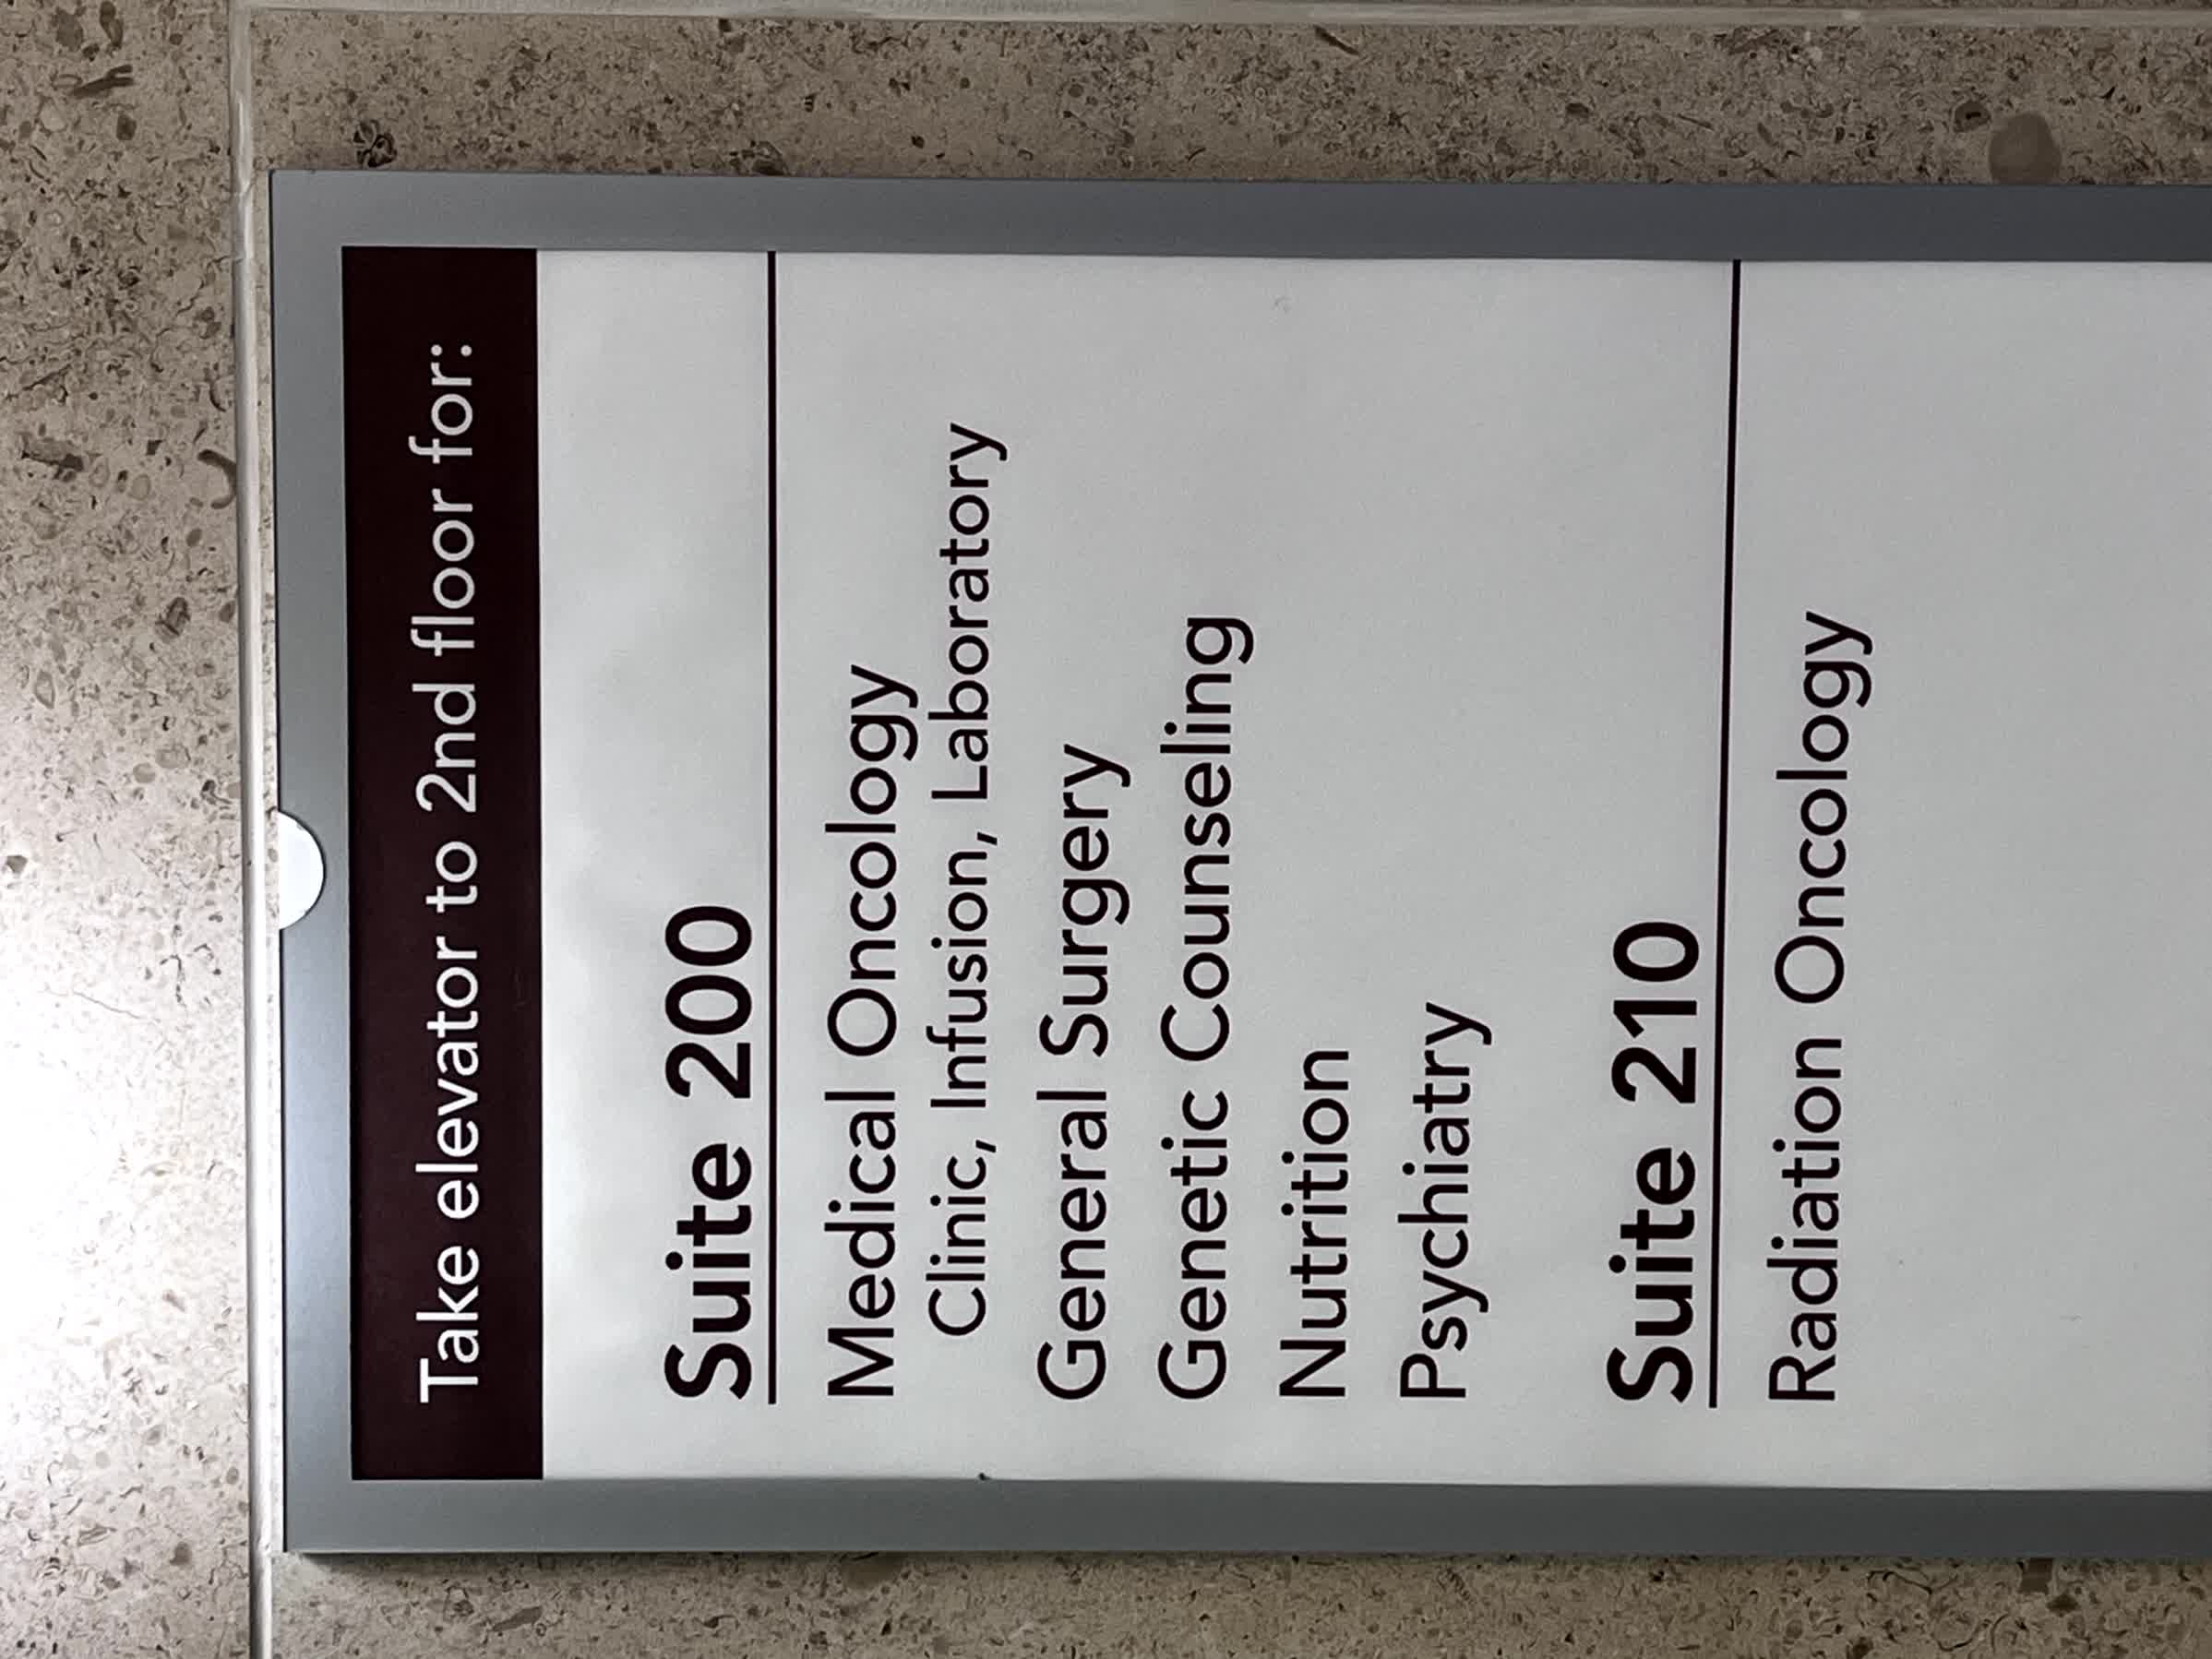 Take elevator to 2nd floor for:
Suite 200
Medical Oncology
Clinic, Infusion, Laboratory
General Surgery
Genetic Counseling
Nutrition
Psychiatry
Suite 210
Radiation Oncology